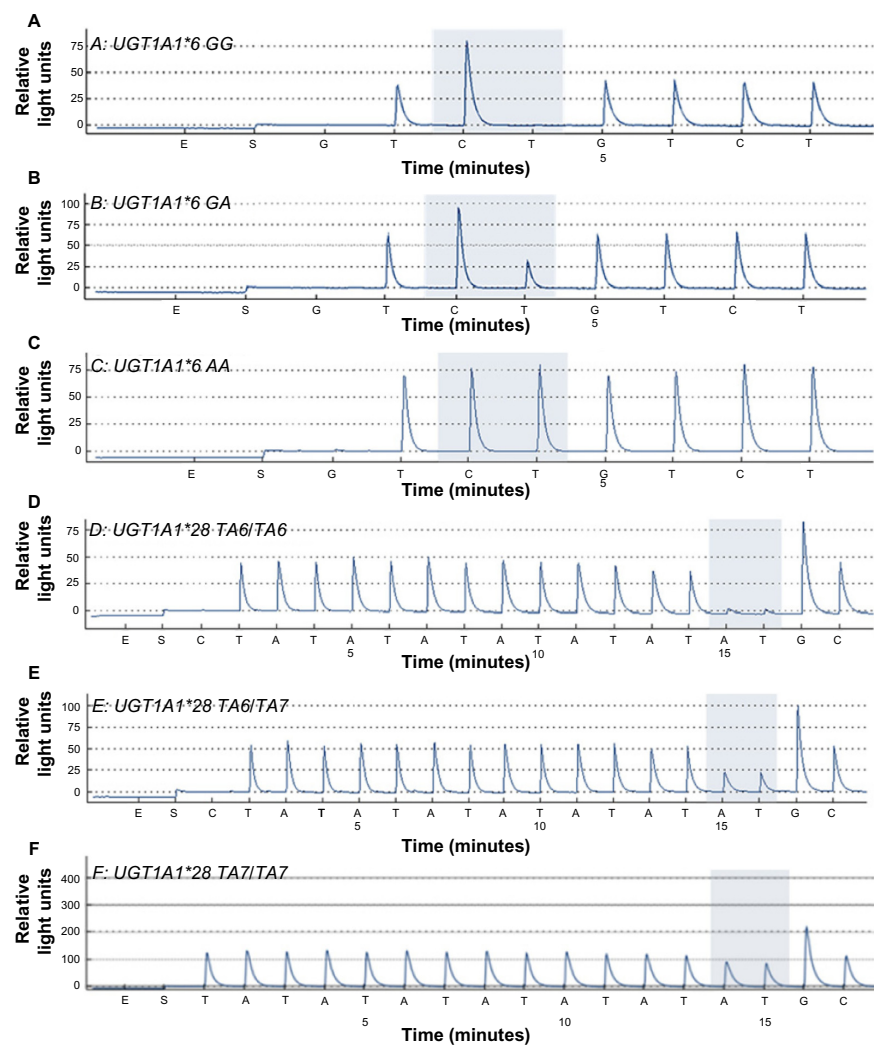 A
A: UGT1A1*6 GG
Relative
light units
75
50
25
0
E S G T C T G T C T
5
Time (minutes)
B
B: UGT1A1*6 GA
Relative
light units
100
75
50
25
0
E S G T C T G T C T
5
Time (minutes)
C
C: UGT1A1*6 AA
Relative
light units
75
50
25
0
E S G T C T G T C T
5
Time (minutes)
D
D: UGT1A1*28 TA6/TA6
Relative
light units
75
50
25
0
E S C T A T A T A T A T A T A T A T G C
5 10 15
Time (minutes)
E
E: UGT1A1*28 TA6/TA7
Relative
light units
100
75
50
25
0
E S C T A T A T A T A T A T A T A T G C
5 10 15
Time (minutes)
F
F: UGT1A1*28 TA7/TA7
Relative
light units
400
300
200
100
0
E S T A T A T A T A T A T A T A T G C
5 10 15
Time (minutes)